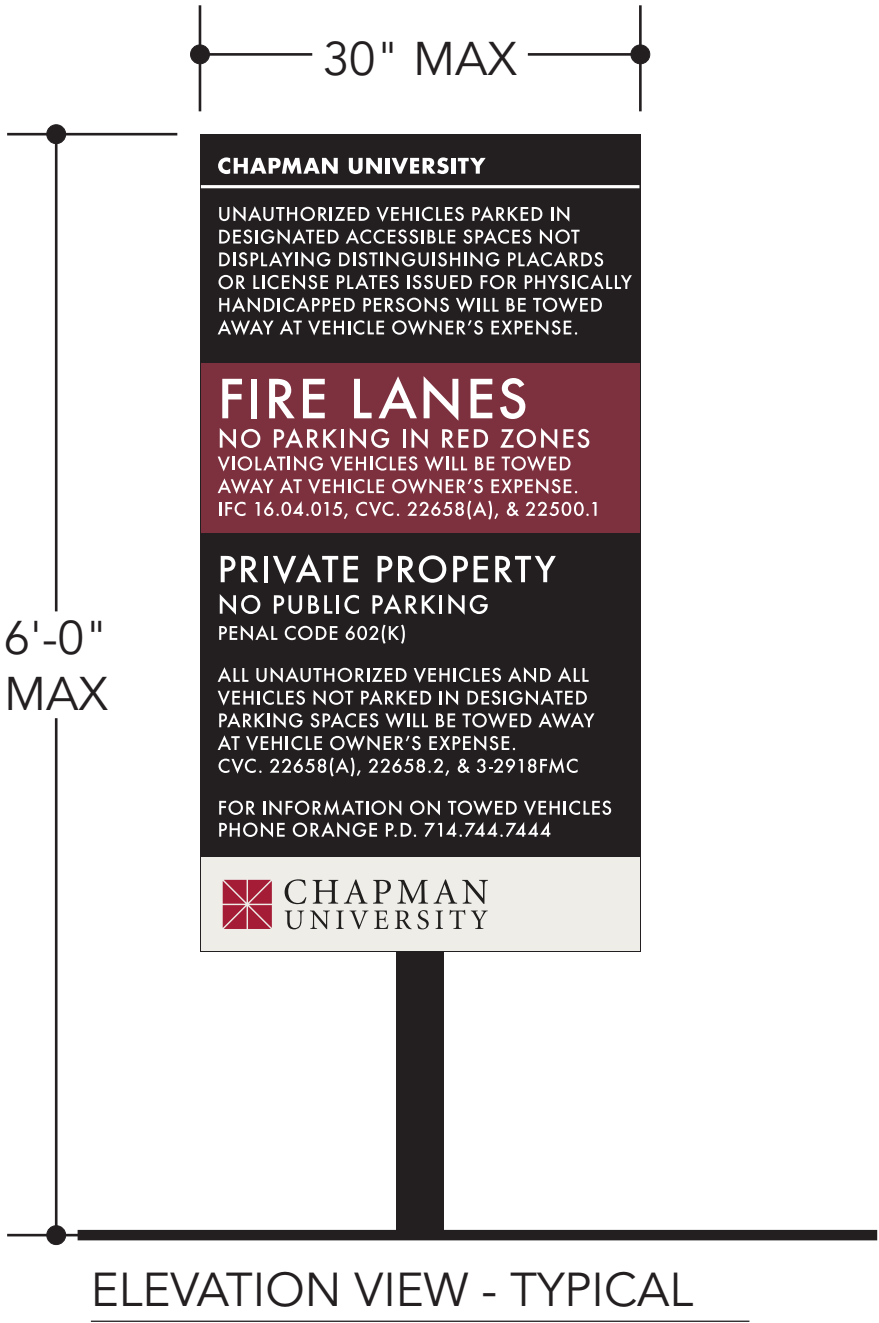 30" MAX
CHAPMAN UNIVERSITY
UNAUTHORIZED VEHICLES PARKED IN
DESIGNATED ACCESSIBLE SPACES NOT
DISPLAYING DISTINGUISHING PLACARDS
OR LICENSE PLATES ISSUED FOR PHYSICALLY
HANDICAPPED PERSONS WILL BE TOWED
AWAY AT VEHICLE OWNER'S EXPENSE.
FIRE LANES
NO PARKING IN RED ZONES
VIOLATING VEHICLES WILL BE TOWED
AWAY AT VEHICLE OWNER'S EXPENSE.
IFC 16.04.015, CVC. 22658(A), & 22500.1
PRIVATE PROPERTY
NO PUBLIC PARKING
PENAL CODE 602(K)
ALL UNAUTHORIZED VEHICLES AND ALL
VEHICLES NOT PARKED IN DESIGNATED
PARKING SPACES WILL BE TOWED AWAY
AT VEHICLE OWNER'S EXPENSE.
CVC. 22658(A), 22658.2, & 3-2918FMC
FOR INFORMATION ON TOWED VEHICLES
PHONE ORANGE P.D. 714.744.7444
CHAPMAN
UNIVERSITY
6'-0"
MAX
ELEVATION VIEW - TYPICAL